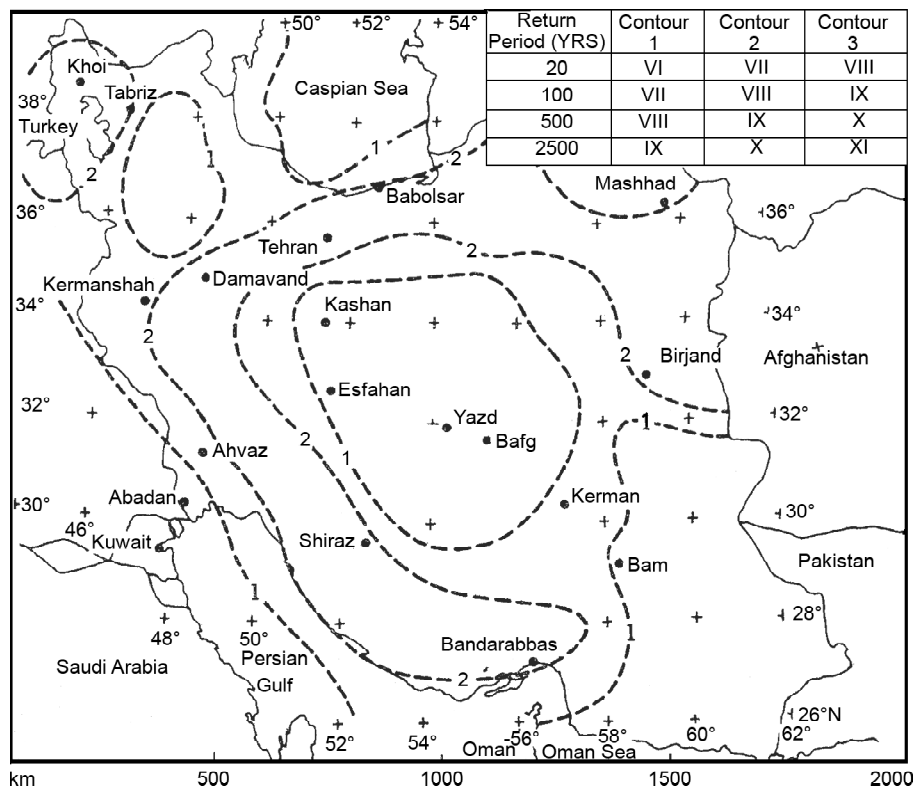 50° 52° 54°
Return Period (YRS) Contour 1 Contour 2 Contour 3
20 VI VII VIII
100 VII VIII IX
500 VIII IX X
2500 IX X XI
Khoi
Tabriz
38°
Turkey
Caspian Sea
1
1
2
2
Babolsar
Mashhad
36°
36°
Tehran
2
Damavand
Kermanshah
34°
Kashan
34°
2
2
Birjand
Afghanistan
Esfahan
32°
32°
1
Yazd
Bafg
2
1
Ahvaz
Abadan
30°
Kerman
30°
46°
Kuwait
Shiraz
Bam
Pakistan
1
28°
48° 50°
1
Bandarabbas
Saudi Arabia
Persian
Gulf
2
26°N
52° 54° 56° 58° 60° 62°
Oman
Oman Sea
km 500 1000 1500 2000